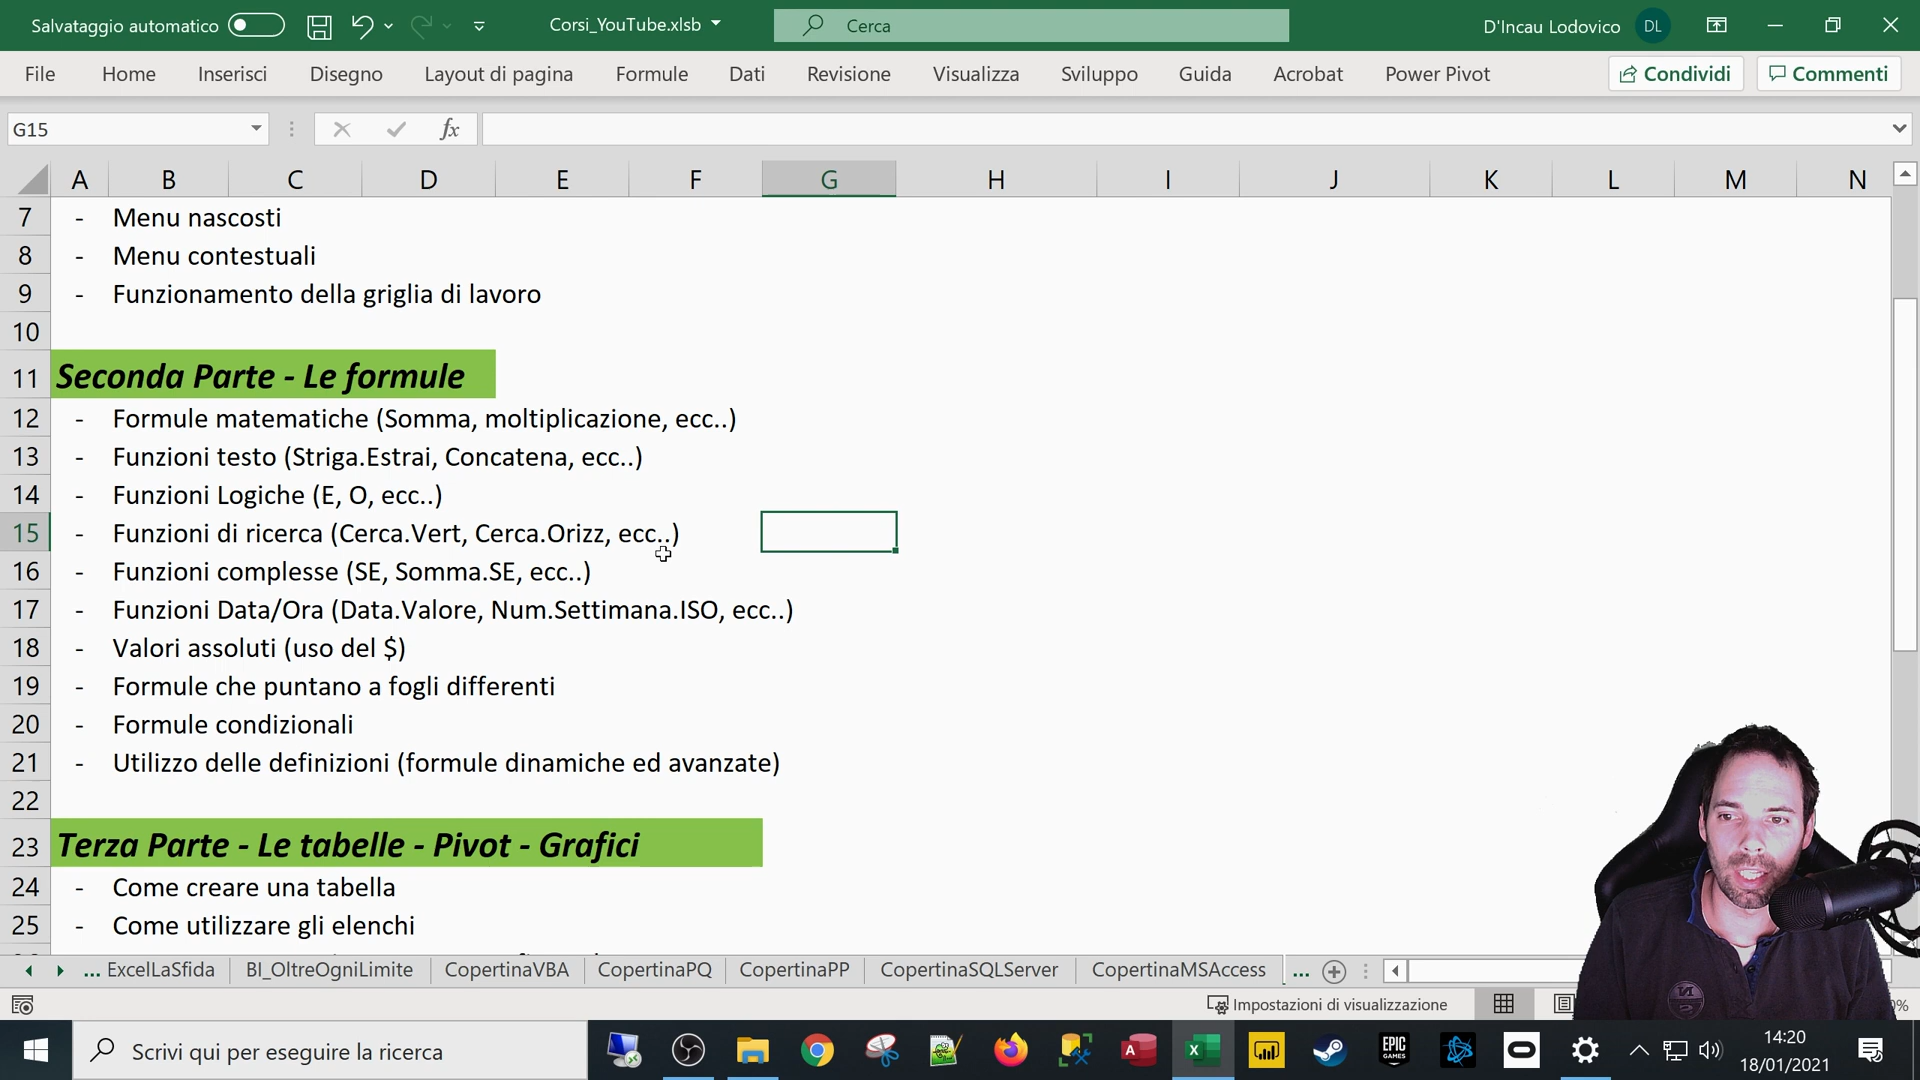 Salvataggio automatico
Corsi_YouTube.xlsb
Cerca
D'Incau Lodovico
DL
File
Home
Inserisci
Disegno
Layout di pagina
Formule
Dati
Revisione
Visualizza
Sviluppo
Guida
Acrobat
Power Pivot
Condividi
Commenti
G15
fx
A B C D E F G H I J K L M N
7 - Menu nascosti
8 - Menu contestuali
9 - Funzionamento della griglia di lavoro
10
11 Seconda Parte - Le formule
12 - Formule matematiche (Somma, moltiplicazione, ecc..)
13 - Funzioni testo (Striga.Estrai, Concatena, ecc..)
14 - Funzioni Logiche (E, O, ecc..)
15 - Funzioni di ricerca (Cerca.Vert, Cerca.Orizz, ecc..)
16 - Funzioni complesse (SE, Somma.SE, ecc..)
17 - Funzioni Data/Ora (Data.Valore, Num.Settimana.ISO, ecc..)
18 - Valori assoluti (uso del $)
19 - Formule che puntano a fogli differenti
20 - Formule condizionali
21 - Utilizzo delle definizioni (formule dinamiche ed avanzate)
22
23 Terza Parte - Le tabelle - Pivot - Grafici
24 - Come creare una tabella
25 - Come utilizzare gli elenchi
... ExcelLaSfida
BI_OltreOgniLimite
CopertinaVBA
CopertinaPQ
CopertinaPP
CopertinaSQLServer
CopertinaMSAccess
...
Impostazioni di visualizzazione
Scrivi qui per eseguire la ricerca
EPIC GAMES
14:20
18/01/2021